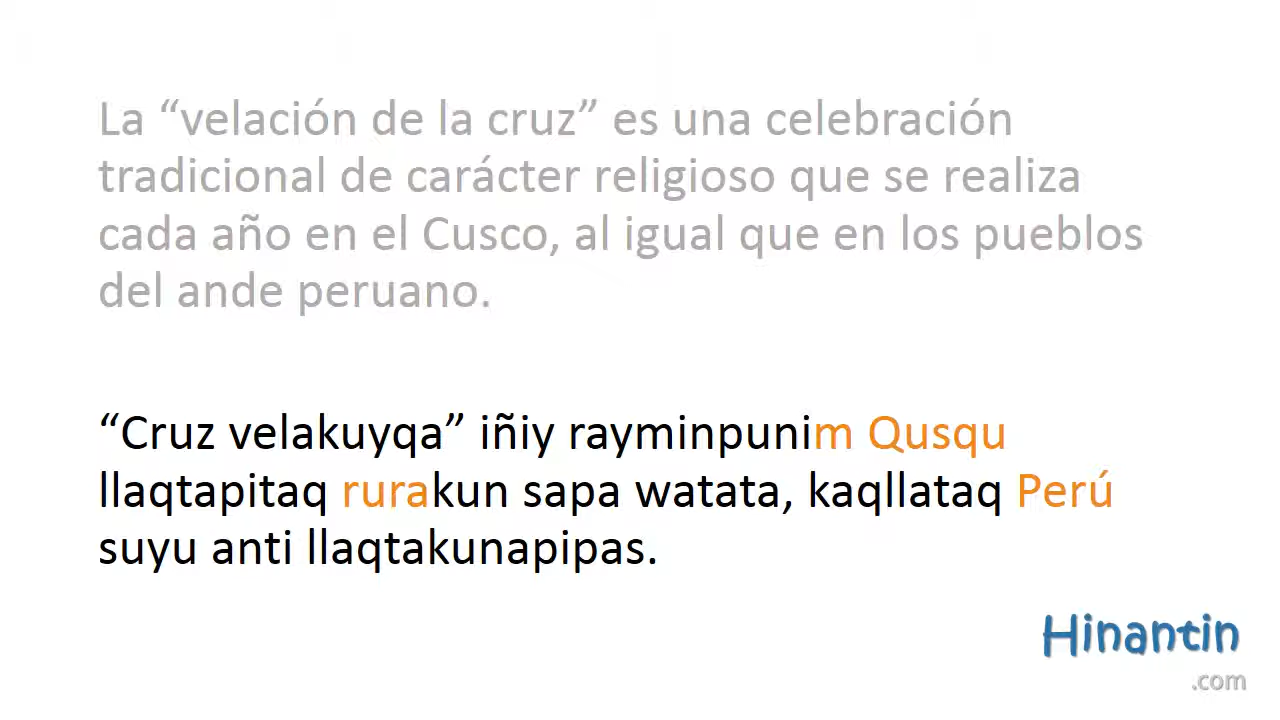 La “velación de la cruz” es una celebración
tradicional de carácter religioso que se realiza
cada año en el Cusco, al igual que en los pueblos
del ande peruano.
“Cruz velakuyqa” iñiy rayminpunim Qusqu
llaqtapitaq rurakun sapa watata, kaqllataq Perú
suyu anti llaqtakunapipas.
Hinantin
.com